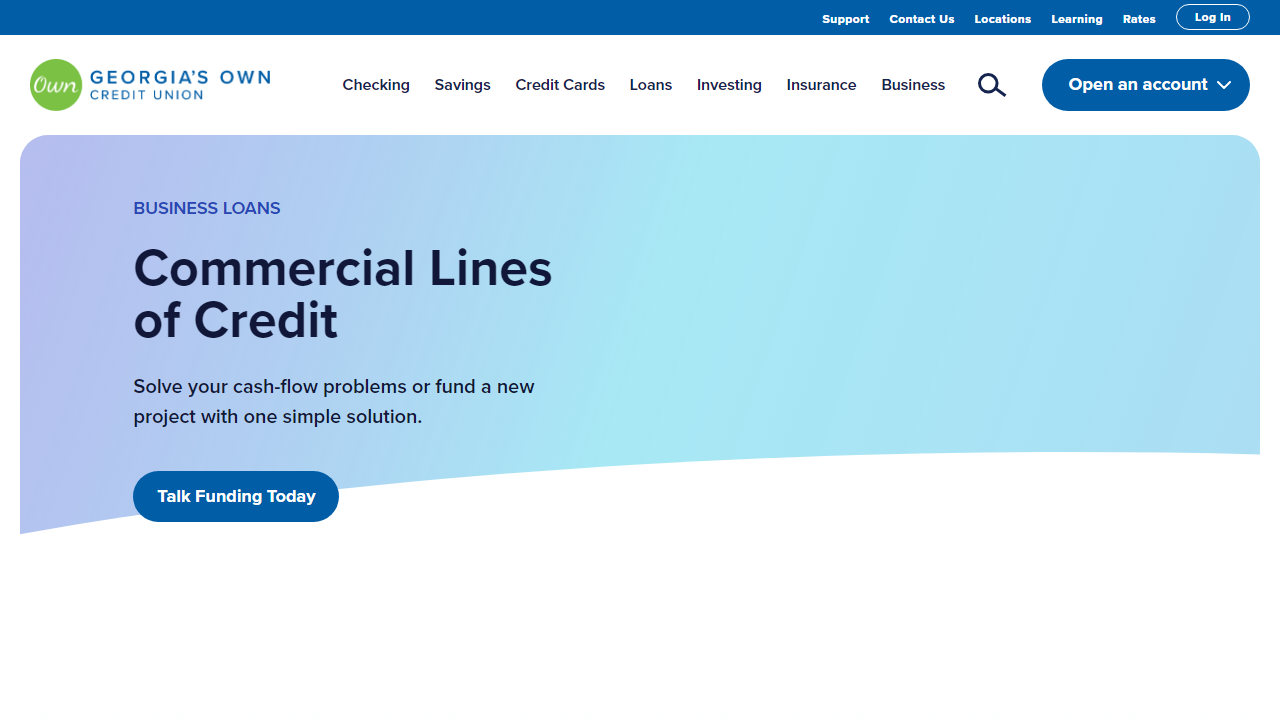 Support Contact Us Locations Learning Rates Log In
Own GEORGIA'S OWN
CREDIT UNION
Checking Savings Credit Cards Loans Investing Insurance Business Open an account
BUSINESS LOANS
Commercial Lines
of Credit
Solve your cash-flow problems or fund a new
project with one simple solution.
Talk Funding Today